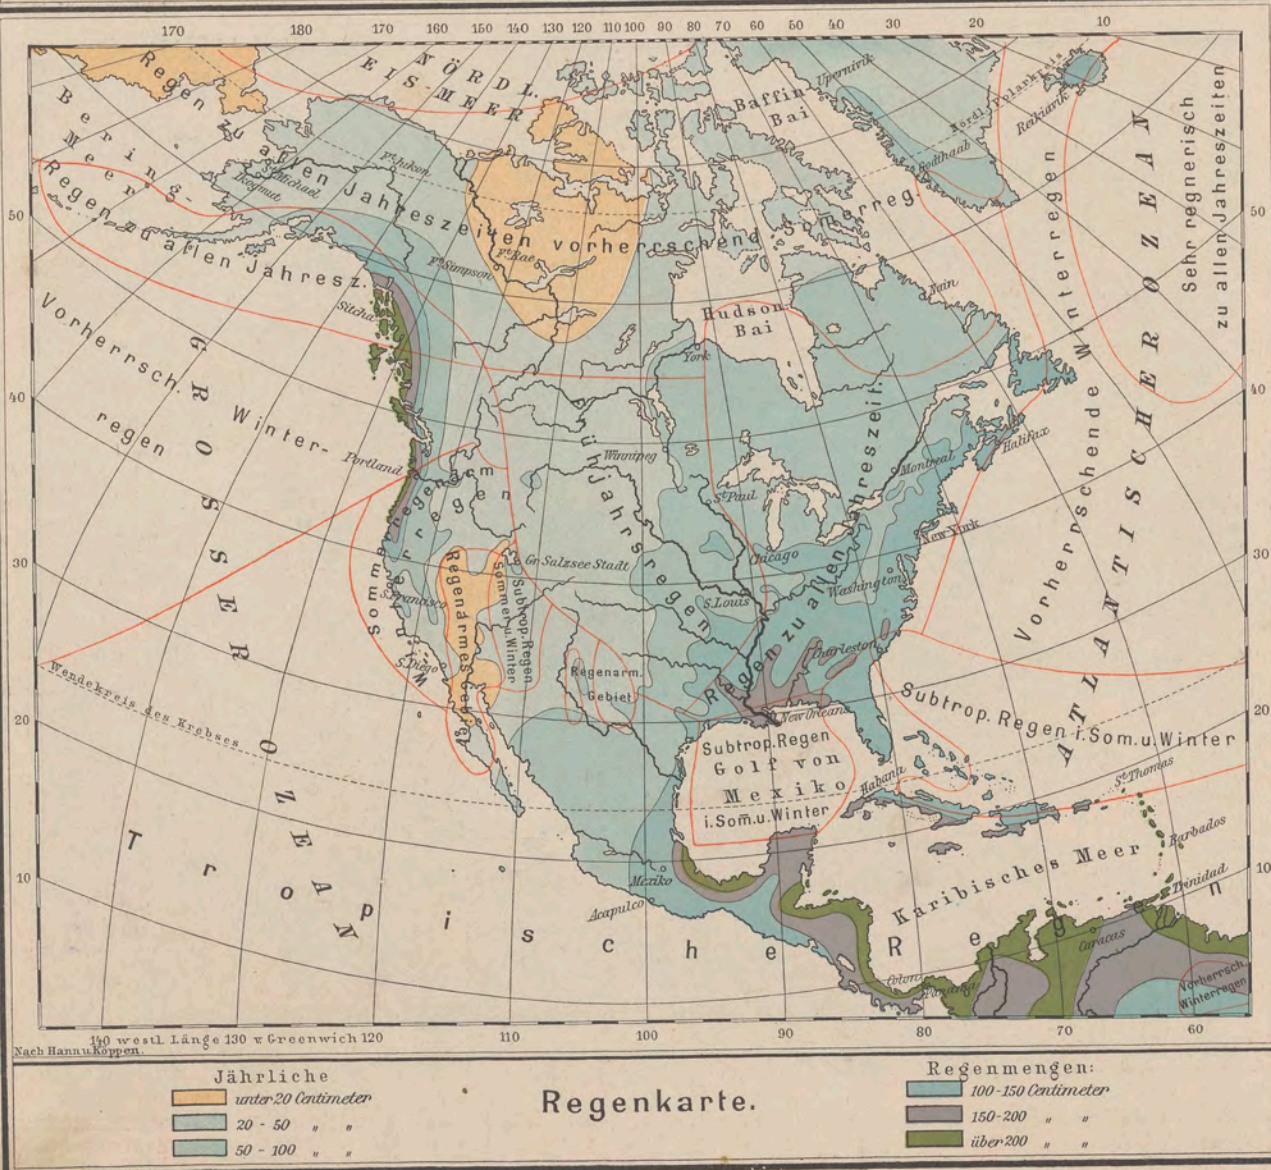 170 180 170 160 150 140 130 120 110 100 90 80 70 60 50 40 30 20 10
NÖRDL.
EIS-MEER
Regen zu allen Jahreszeiten vorherrschend Sommerreg.
Bering-
Meer
Baffin
Bai
Upernivik
Nördl. Polarkreis
Reikiavik
Godthaab
Ikogmut
Michael
Simpson
Rae
Regen zu allen Jahresz.
Sitcha
Vorherrsch. Winter-
regen
GROSSER OZEAN
Hudson
Bai
York
Nain
Vorherrschende Winterregen
ATLANTISCHER OZEAN
Sehr regnerisch
zu allen Jahreszeiten
50
40
30
20
10
50
40
30
20
10
Portland
Winnipeg
St Paul
Montreal
Halifax
New York
Chicago
Washington
S. Louis
Charleston
New Orleans
Frühjahrsregen
Regen zu allen Jahreszeit.
Gr. Salzsee Stadt
S. Francisco
S. Diego
Regenarmes Gebiet
Subtrop. Regen
Sommer u. Winter
Regenarm.
Gebiet
Wendekreis des Krebses
Subtrop. Regen
Golf von
Mexiko
i. Som. u. Winter
Subtrop. Regen i. Som. u. Winter
Habana
St Thomas
Barbados
Trinidad
Karibisches Meer
Mexiko
Acapulco
Colon
Panama
Caracas
Tropische Regen
Vorherrsch.
Winterregen
140 westl. Länge 130 v. Greenwich 120 110 100 90 80 70 60
Nach Hann u. Köppen.
Jährliche
unter 20 Centimeter
20 - 50 " "
50 - 100 " "
Regenkarte.
Regenmengen:
100-150 Centimeter
150-200 " "
über 200 " "